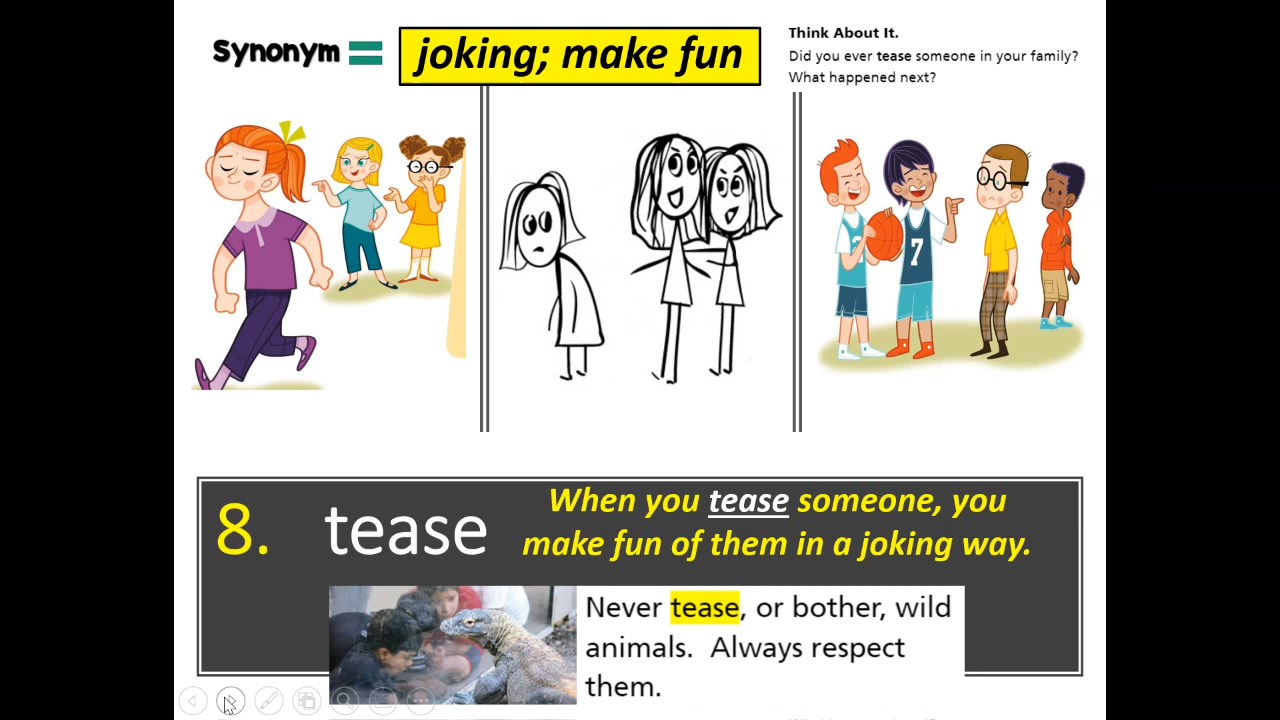 Synonym =
joking; make fun
Think About It.
Did you ever tease someone in your family?
What happened next?
7
8. tease
When you tease someone, you
make fun of them in a joking way.
Never tease, or bother, wild
animals.  Always respect
them.